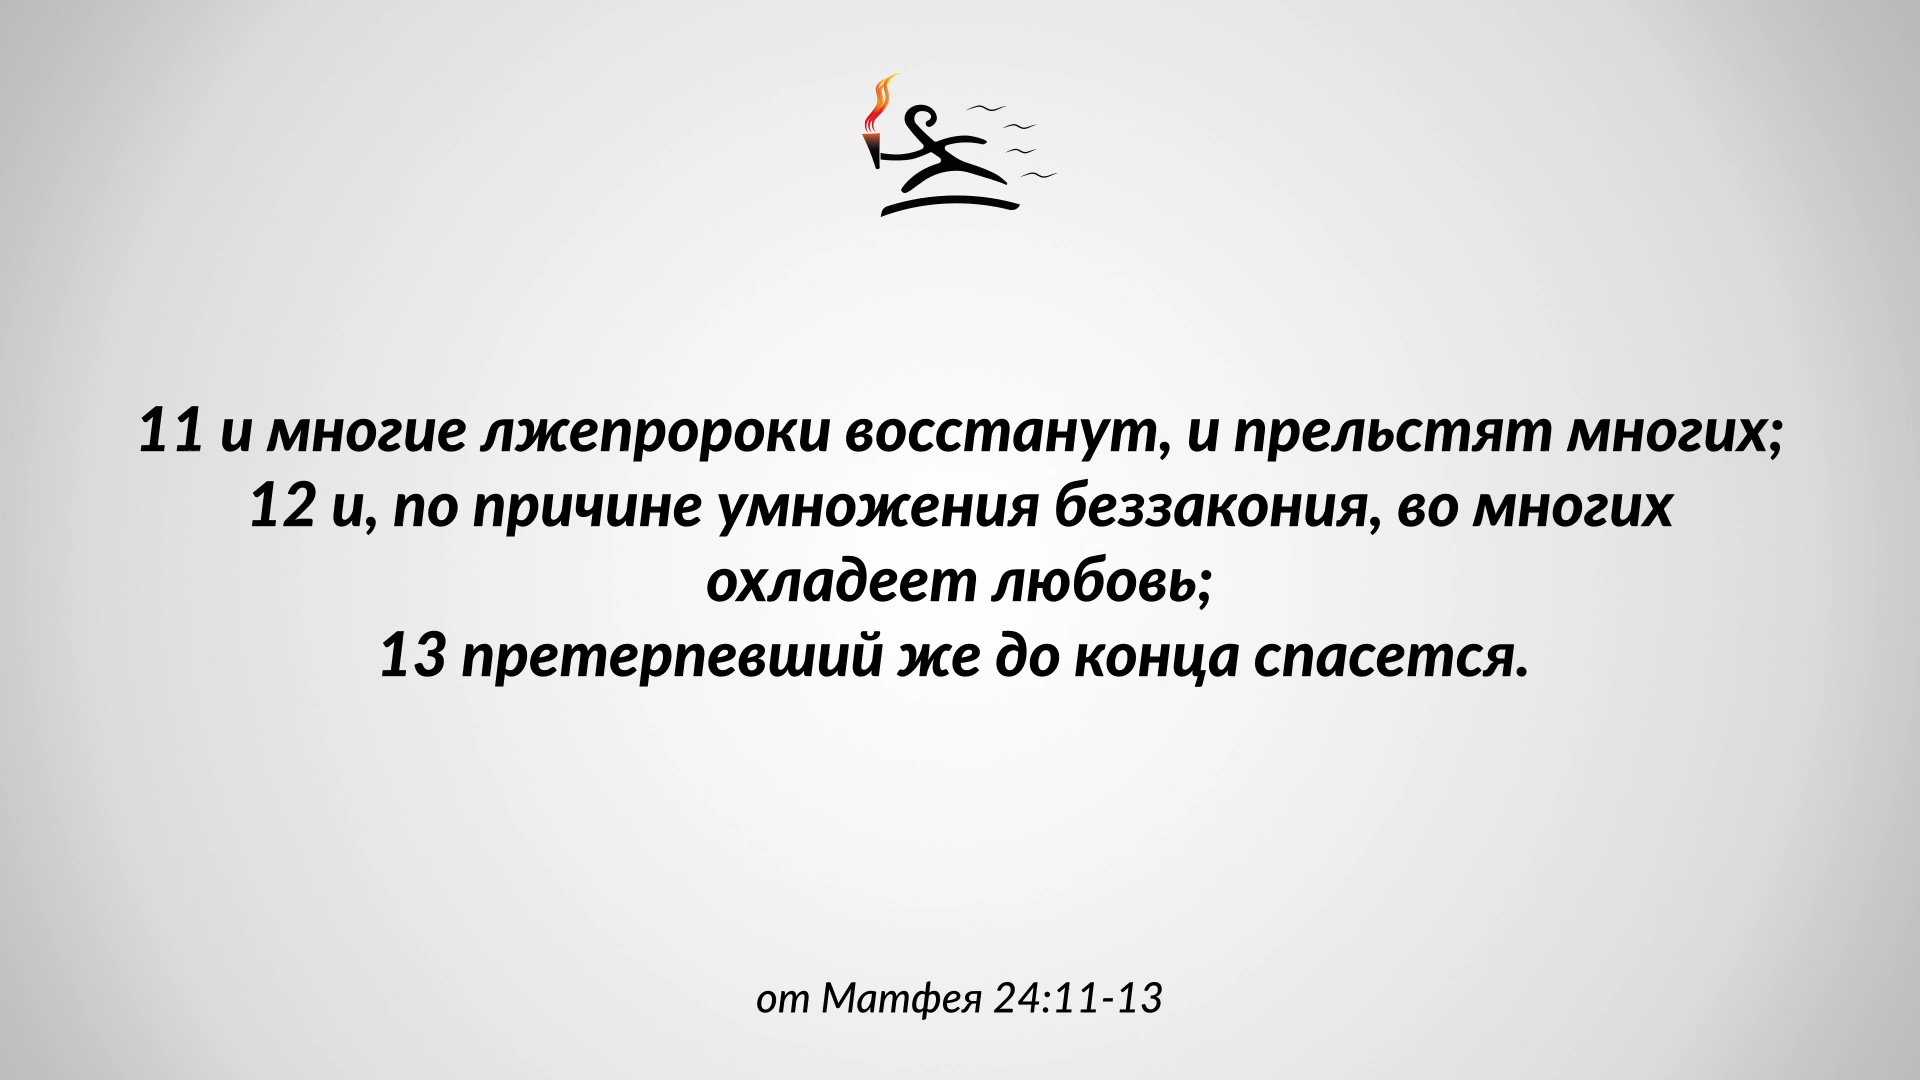 11 и многие лжепророки восстанут, и прельстят многих;
12 и, по причине умножения беззакония, во многих
охладеет любовь;
13 претерпевший же до конца спасется.
от Матфея 24:11-13